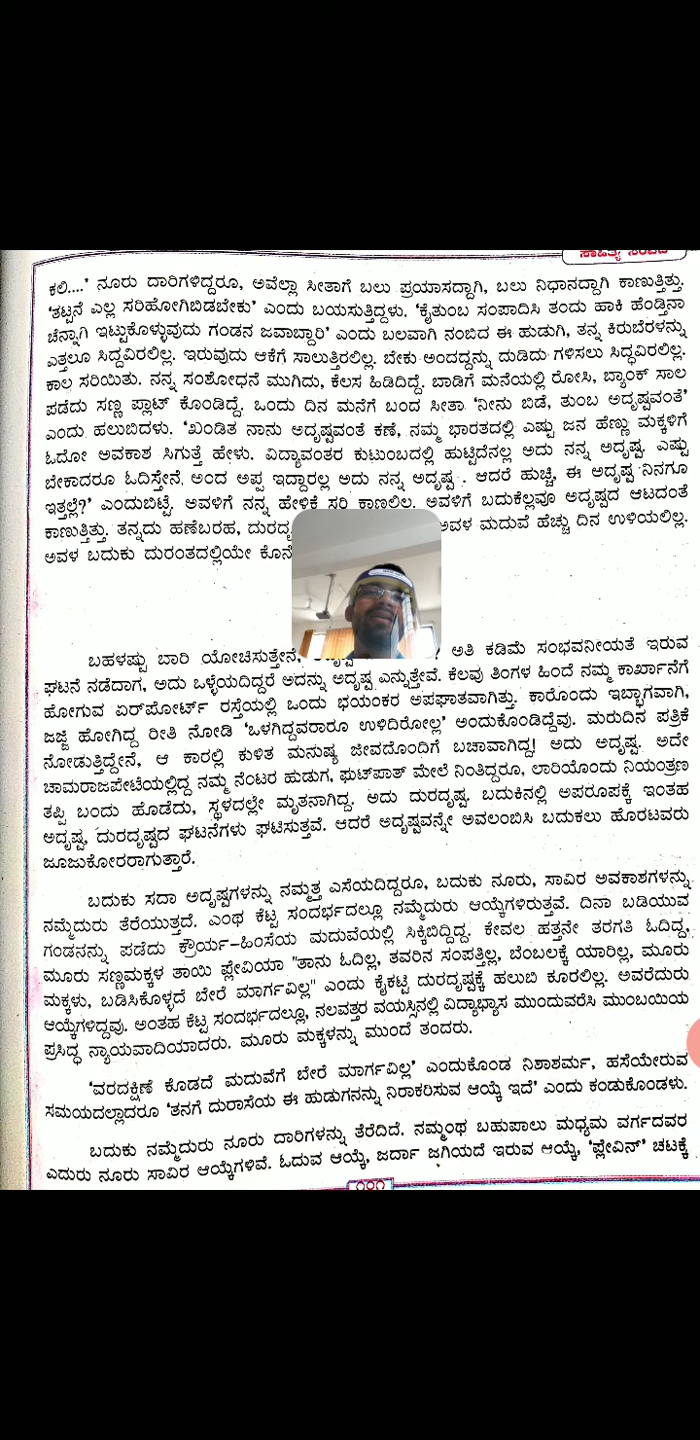 ಸಾಹಿತ್ಯ ಸಂಪದ
ಕಲಿ....' ನೂರು ದಾರಿಗಳಿದ್ದರೂ, ಅವೆಲ್ಲಾ ಸೀತಾಗೆ ಬಲು ಪ್ರಯಾಸದ್ದಾಗಿ, ಬಲು ನಿಧಾನದ್ದಾಗಿ ಕಾಣುತ್ತಿತ್ತು.
'ತಟ್ಟನೆ ಎಲ್ಲ ಸರಿಹೋಗಿಬಿಡಬೇಕು' ಎಂದು ಬಯಸುತ್ತಿದ್ದಳು. 'ಕೈತುಂಬ ಸಂಪಾದಿಸಿ ತಂದು ಹಾಕಿ ಹೆಂಡ್ತಿನಾ
ಚೆನ್ನಾಗಿ ಇಟ್ಟುಕೊಳ್ಳುವುದು ಗಂಡನ ಜವಾಬ್ದಾರಿ' ಎಂದು ಬಲವಾಗಿ ನಂಬಿದ ಈ ಹುಡುಗಿ, ತನ್ನ ಕಿರುಬೆರಳನ್ನು
ಎತ್ತಲೂ ಸಿದ್ದವಿರಲಿಲ್ಲ. ಇರುವುದು ಆಕೆಗೆ ಸಾಲುತ್ತಿರಲಿಲ್ಲ. ಬೇಕು ಅಂದದ್ದನ್ನು ದುಡಿದು ಗಳಿಸಲು ಸಿದ್ಧವಿರಲಿಲ್ಲ.
ಕಾಲ ಸರಿಯಿತು. ನನ್ನ ಸಂಶೋಧನೆ ಮುಗಿದು, ಕೆಲಸ ಹಿಡಿದಿದ್ದೆ. ಬಾಡಿಗೆ ಮನೆಯಲ್ಲಿ ರೋಸಿ, ಬ್ಯಾಂಕ್ ಸಾಲ
ಪಡೆದು ಸಣ್ಣ ಪ್ಲಾಟ್ ಕೊಂಡಿದ್ದೆ. ಒಂದು ದಿನ ಮನೆಗೆ ಬಂದ ಸೀತಾ 'ನೀನು ಬಿಡೆ, ತುಂಬ ಅದೃಷ್ಟವಂತೆ'
ಎಂದು ಹಲುಬಿದಳು. 'ಖಂಡಿತ ನಾನು ಅದೃಷ್ಟವಂತೆ ಕಣೆ, ನಮ್ಮ ಭಾರತದಲ್ಲಿ ಎಷ್ಟು ಜನ ಹೆಣ್ಣು ಮಕ್ಕಳಿಗೆ
ಓದೋ ಅವಕಾಶ ಸಿಗುತ್ತೆ ಹೇಳು. ವಿದ್ಯಾವಂತರ ಕುಟುಂಬದಲ್ಲಿ ಹುಟ್ಟಿದೆನಲ್ಲ ಅದು ನನ್ನ ಅದೃಷ್ಟ. ಎಷ್ಟು
ಬೇಕಾದರೂ ಓದಿಸ್ತೇನೆ, ಅಂದ ಅಪ್ಪ ಇದ್ದಾರಲ್ಲ ಅದು ನನ್ನ ಅದೃಷ್ಟ. ಆದರೆ ಹುಚ್ಚಿ, ಈ ಅದೃಷ್ಟ ನಿನಗೂ
ಇತ್ತಲ್ಲೆ?' ಎಂದುಬಿಟ್ಟೆ. ಅವಳಿಗೆ ನನ್ನ ಹೇಳಿಕೆ ಸರಿ ಕಾಣಲಿಲ್ಲ. ಅವಳಿಗೆ ಬದುಕೆಲ್ಲವೂ ಅದೃಷ್ಟದ ಆಟದಂತೆ
ಕಾಣುತ್ತಿತ್ತು. ತನ್ನದು ಹಣೆಬರಹ, ಅವಳ ಮದುವೆ ಹೆಚ್ಚು ದಿನ ಉಳಿಯಲಿಲ್ಲ.
ಅವಳ ಬದುಕು ದುರಂತದಲ್ಲಿಯೇ
ಬಹಳಷ್ಟು ಬಾರಿ ಯೋಚಿಸುತ್ತೇನೆ, ಅತಿ ಕಡಿಮೆ ಸಂಭವನೀಯತೆ ಇರುವ
ಘಟನೆ ನಡೆದಾಗ, ಅದು ಒಳ್ಳೆಯದಿದ್ದರೆ ಅದನ್ನು ಅದೃಷ್ಟ ಎನ್ನುತ್ತೇವೆ. ಕೆಲವು ತಿಂಗಳ ಹಿಂದೆ ನಮ್ಮ ಕಾರ್ಖಾನೆಗೆ
ಹೋಗುವ ಏರ್‌ಪೋರ್ಟ್ ರಸ್ತೆಯಲ್ಲಿ ಒಂದು ಭಯಂಕರ ಅಪಘಾತವಾಗಿತ್ತು. ಕಾರೊಂದು ಇಬ್ಭಾಗವಾಗಿ,
ಜಜ್ಜಿ ಹೋಗಿದ್ದ ರೀತಿ ನೋಡಿ 'ಒಳಗಿದ್ದವರಾರೂ ಉಳಿದಿರೋಲ್ಲ' ಅಂದುಕೊಂಡಿದ್ದೆವು. ಮರುದಿನ ಪತ್ರಿಕೆ
ನೋಡುತ್ತಿದ್ದೇನೆ, ಆ ಕಾರಲ್ಲಿ ಕುಳಿತ ಮನುಷ್ಯ ಜೀವದೊಂದಿಗೆ ಬಚಾವಾಗಿದ್ದ! ಅದು ಅದೃಷ್ಟ. ಅದೇ
ಚಾಮರಾಜಪೇಟೆಯಲ್ಲಿದ್ದ ನಮ್ಮ ನೆಂಟರ ಹುಡುಗ, ಫುಟ್‌ಪಾತ್ ಮೇಲೆ ನಿಂತಿದ್ದರೂ, ಲಾರಿಯೊಂದು ನಿಯಂತ್ರಣ
ತಪ್ಪಿ ಬಂದು ಹೊಡೆದು, ಸ್ಥಳದಲ್ಲೇ ಮೃತನಾಗಿದ್ದ. ಅದು ದುರದೃಷ್ಟ. ಬದುಕಿನಲ್ಲಿ ಅಪರೂಪಕ್ಕೆ ಇಂತಹ
ಅದೃಷ್ಟ, ದುರದೃಷ್ಟದ ಘಟನೆಗಳು ಘಟಿಸುತ್ತವೆ. ಆದರೆ ಅದೃಷ್ಟವನ್ನೇ ಅವಲಂಬಿಸಿ ಬದುಕಲು ಹೊರಟವರು
ಜೂಜುಕೋರರಾಗುತ್ತಾರೆ.
ಬದುಕು ಸದಾ ಅದೃಷ್ಟಗಳನ್ನು ನಮ್ಮತ್ತ ಎಸೆಯದಿದ್ದರೂ, ಬದುಕು ನೂರು, ಸಾವಿರ ಅವಕಾಶಗಳನ್ನು
ನಮ್ಮೆದುರು ತೆರೆಯುತ್ತದೆ. ಎಂಥ ಕೆಟ್ಟ ಸಂದರ್ಭದಲ್ಲೂ ನಮ್ಮೆದುರು ಆಯ್ಕೆಗಳಿರುತ್ತವೆ. ದಿನಾ ಬಡಿಯುವ
ಗಂಡನನ್ನು ಪಡೆದು ಕ್ರೌರ್ಯ-ಹಿಂಸೆಯ ಮದುವೆಯಲ್ಲಿ ಸಿಕ್ಕಿಬಿದ್ದಿದ್ದ, ಕೇವಲ ಹತ್ತನೇ ತರಗತಿ ಓದಿದ್ದ,
ಮೂರು ಸಣ್ಣಮಕ್ಕಳ ತಾಯಿ ಫ್ಲೇವಿಯಾ "ತಾನು ಓದಿಲ್ಲ, ತವರಿನ ಸಂಪತ್ತಿಲ್ಲ, ಬೆಂಬಲಕ್ಕೆ ಯಾರಿಲ್ಲ, ಮೂರು
ಮಕ್ಕಳು, ಬಡಿಸಿಕೊಳ್ಳದೆ ಬೇರೆ ಮಾರ್ಗವಿಲ್ಲ" ಎಂದು ಕೈಕಟ್ಟಿ ದುರದೃಷ್ಟಕ್ಕೆ ಹಲುಬಿ ಕೂರಲಿಲ್ಲ. ಅವರೆದುರು
ಆಯ್ಕೆಗಳಿದ್ದವು. ಅಂತಹ ಕೆಟ್ಟ ಸಂದರ್ಭದಲ್ಲೂ, ನಲವತ್ತರ ವಯಸ್ಸಿನಲ್ಲಿ ವಿದ್ಯಾಭ್ಯಾಸ ಮುಂದುವರೆಸಿ ಮುಂಬಯಿಯ
ಪ್ರಸಿದ್ಧ ನ್ಯಾಯವಾದಿಯಾದರು. ಮೂರು ಮಕ್ಕಳನ್ನು ಮುಂದೆ ತಂದರು.
'ವರದಕ್ಷಿಣೆ ಕೊಡದೆ ಮದುವೆಗೆ ಬೇರೆ ಮಾರ್ಗವಿಲ್ಲ' ಎಂದುಕೊಂಡ ನಿಶಾಶರ್ಮ, ಹಸೆಯೇರುವ
ಸಮಯದಲ್ಲಾದರೂ 'ತನಗೆ ದುರಾಸೆಯ ಈ ಹುಡುಗನನ್ನು ನಿರಾಕರಿಸುವ ಆಯ್ಕೆ ಇದೆ' ಎಂದು ಕಂಡುಕೊಂಡಳು.
ಬದುಕು ನಮ್ಮೆದುರು ನೂರು ದಾರಿಗಳನ್ನು ತೆರೆದಿದೆ. ನಮ್ಮಂಥ ಬಹುಪಾಲು ಮಧ್ಯಮ ವರ್ಗದವರ
ಎದುರು ನೂರು ಸಾವಿರ ಆಯ್ಕೆಗಳಿವೆ. ಓದುವ ಆಯ್ಕೆ, ಜರ್ದಾ ಜಗಿಯದೆ ಇರುವ ಆಯ್ಕೆ, 'ಫ್ಲೇವಿನ್' ಚಟಕ್ಕೆ
೧೦೧